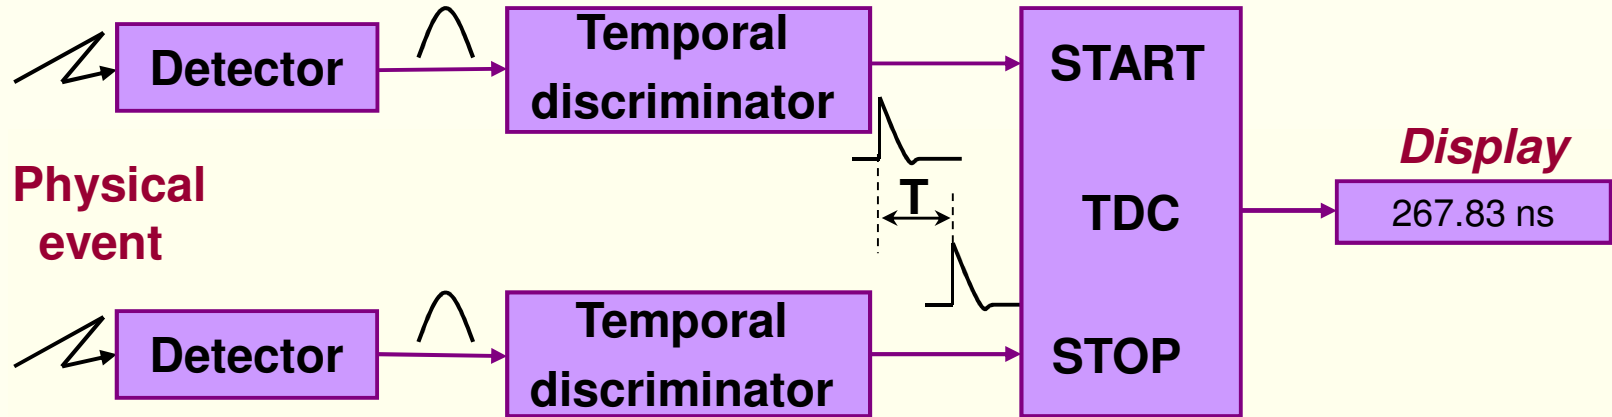 Detector
Temporal
discriminator
START
Physical
event
T
TDC
Display
267.83 ns
Detector
Temporal
discriminator
STOP